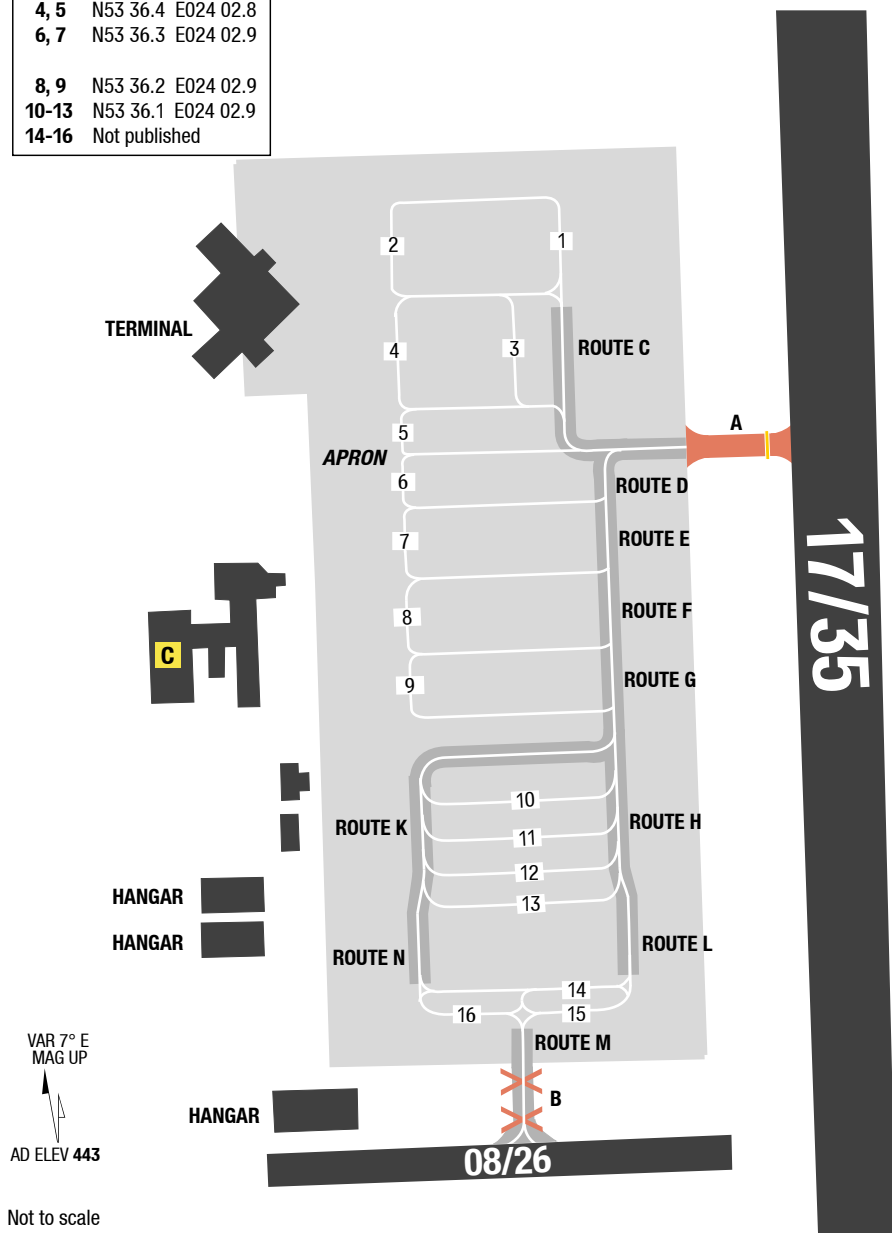 4, 5 N53 36.4 E024 02.8
6, 7 N53 36.3 E024 02.9
8, 9 N53 36.2 E024 02.9
10-13 N53 36.1 E024 02.9
14-16 Not published
2
1
TERMINAL
4
3
ROUTE C
A
5
APRON
6
ROUTE D
7
ROUTE E
17/35
8
ROUTE F
C
9
ROUTE G
10
ROUTE K
11
ROUTE H
12
HANGAR
13
HANGAR
ROUTE N
ROUTE L
14
16
15
VAR 7° E
MAG UP
ROUTE M
HANGAR
B
AD ELEV 443
08/26
Not to scale